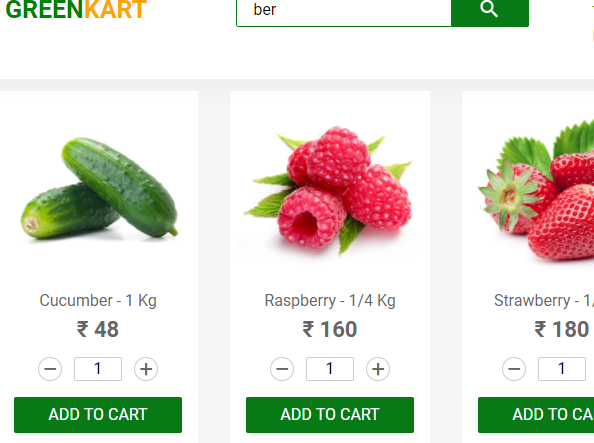 GREENKART
ber
Cucumber - 1 Kg
₹ 48
1
ADD TO CART
Raspberry - 1/4 Kg
₹ 160
1
ADD TO CART
Strawberry - 1/
₹ 180
1
ADD TO CA